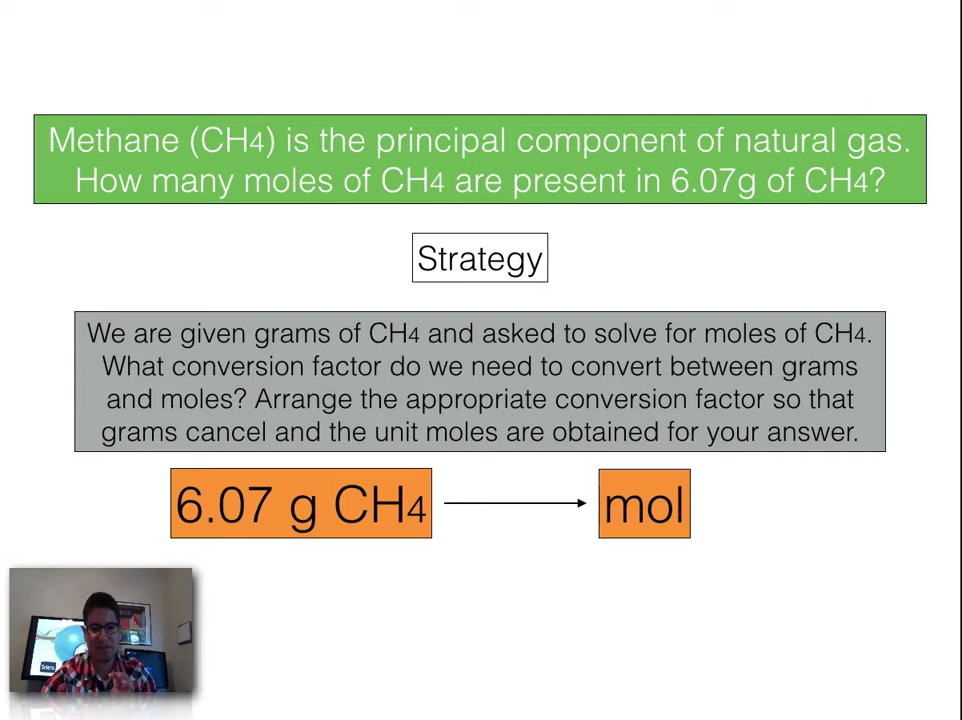 Methane (CH4) is the principal component of natural gas.
How many moles of CH4 are present in 6.07g of CH4?
Strategy
We are given grams of CH4 and asked to solve for moles of CH4.
What conversion factor do we need to convert between grams
and moles? Arrange the appropriate conversion factor so that
grams cancel and the unit moles are obtained for your answer.
6.07 g CH4
mol